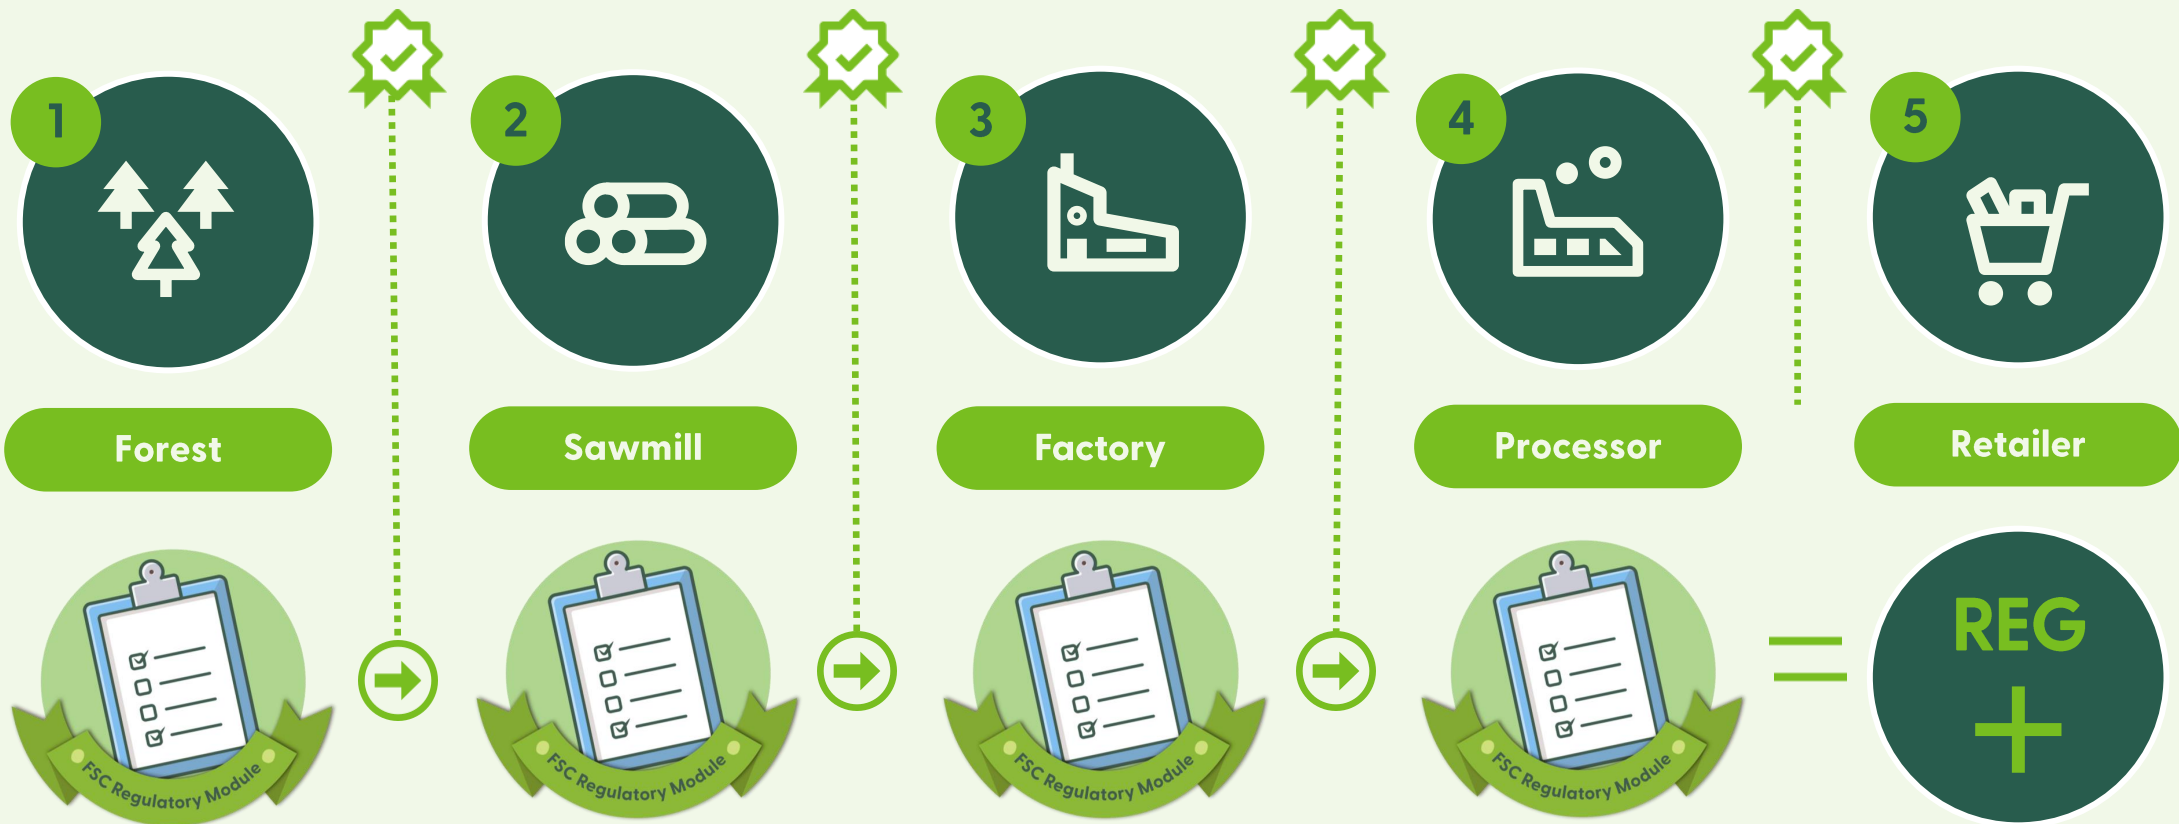 1
2
3
4
5
Forest
Sawmill
Factory
Processor
Retailer
FSC Regulatory Module
FSC Regulatory Module
FSC Regulatory Module
FSC Regulatory Module
=
REG
+